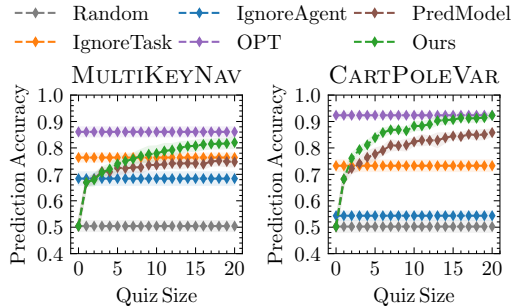 Random IgnoreAgent PredModel
IgnoreTask OPT Ours
MULTIKEYNAV CARTPOLEVAR
Prediction Accuracy
1.0
0.9
0.8
0.7
0.6
0.5
0.4
0 5 10 15 20
Quiz Size
Prediction Accuracy
1.0
0.9
0.8
0.7
0.6
0.5
0.4
0 5 10 15 20
Quiz Size